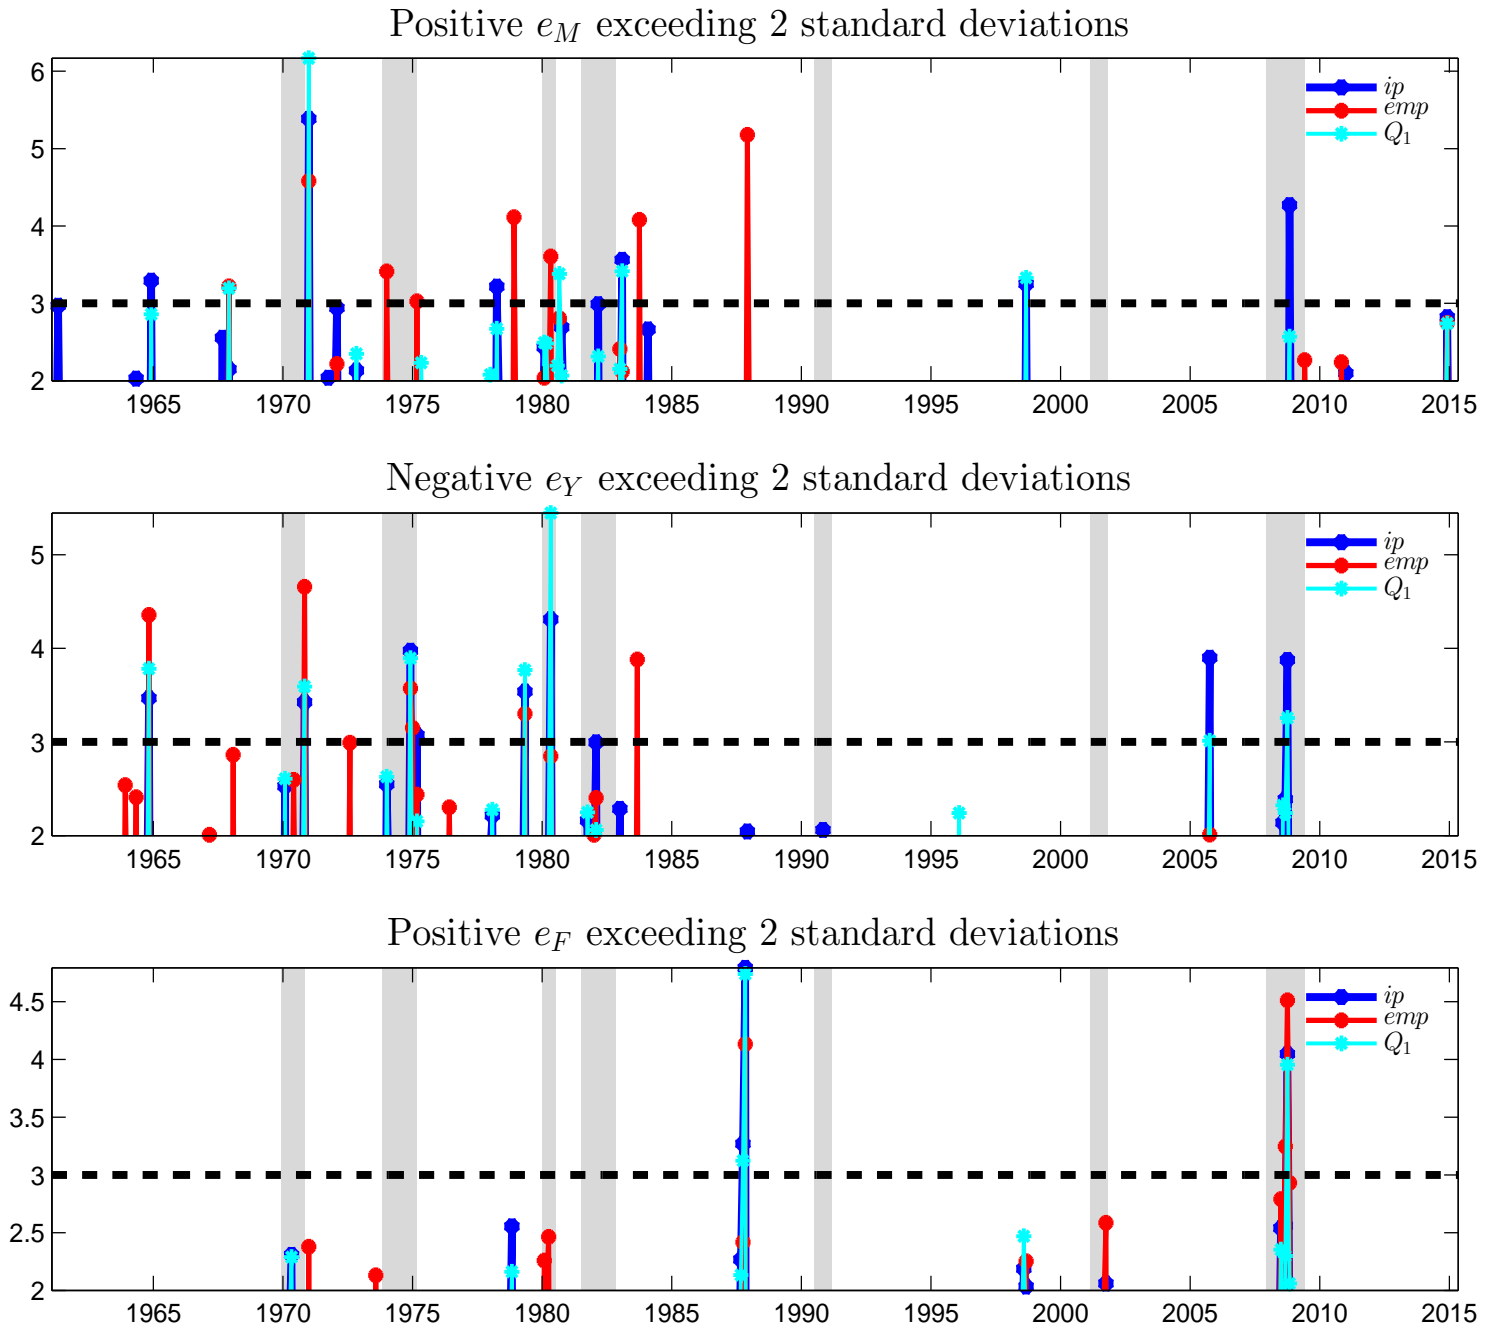 Positive e_M exceeding 2 standard deviations
6
5
4
3
2
ip
emp
Q_1
1965 1970 1975 1980 1985 1990 1995 2000 2005 2010 2015
Negative e_Y exceeding 2 standard deviations
5
4
3
2
ip
emp
Q_1
1965 1970 1975 1980 1985 1990 1995 2000 2005 2010 2015
Positive e_F exceeding 2 standard deviations
4.5
4
3.5
3
2.5
2
ip
emp
Q_1
1965 1970 1975 1980 1985 1990 1995 2000 2005 2010 2015